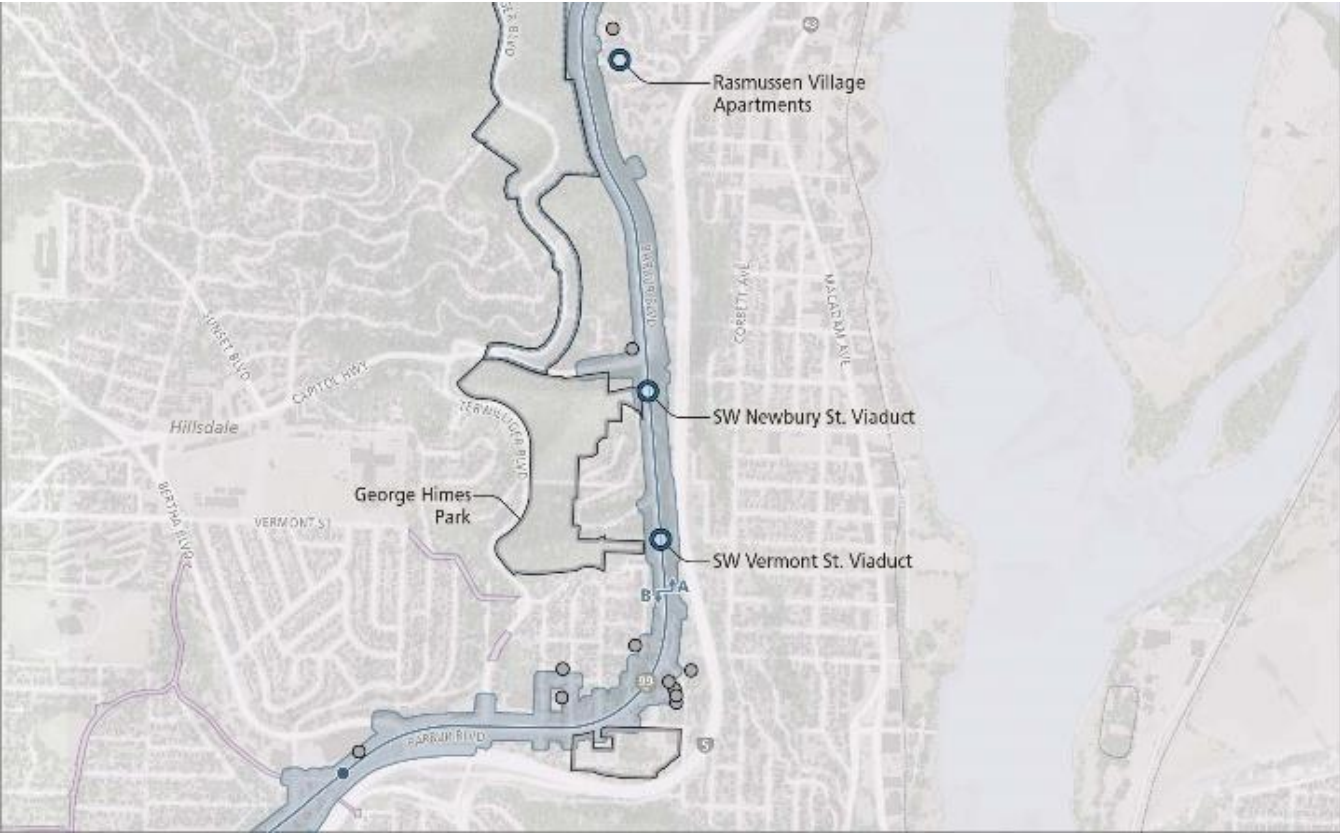 43
Rasmussen Village
Apartments
BARBUR BLVD
CORBETT AVE
MACADAM AVE
SUNSET BLVD
CAPITOL HWY
Hillsdale
TERWILLIGER BLVD
SW Newbury St. Viaduct
George Himes
Park
BERTHA BLVD
VERMONT ST
SW Vermont St. Viaduct
B A
99
BARBUR BLVD
5